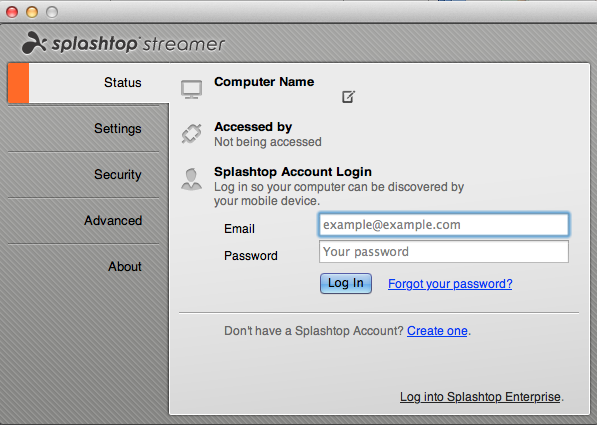 splashtop streamer
Status
Settings
Security
Advanced
About
Computer Name
Accessed by
Not being accessed
Splashtop Account Login
Log in so your computer can be discovered by
your mobile device.
Email
example@example.com
Password
Your password
Log In
Forgot your password?
Don't have a Splashtop Account? Create one.
Log into Splashtop Enterprise.